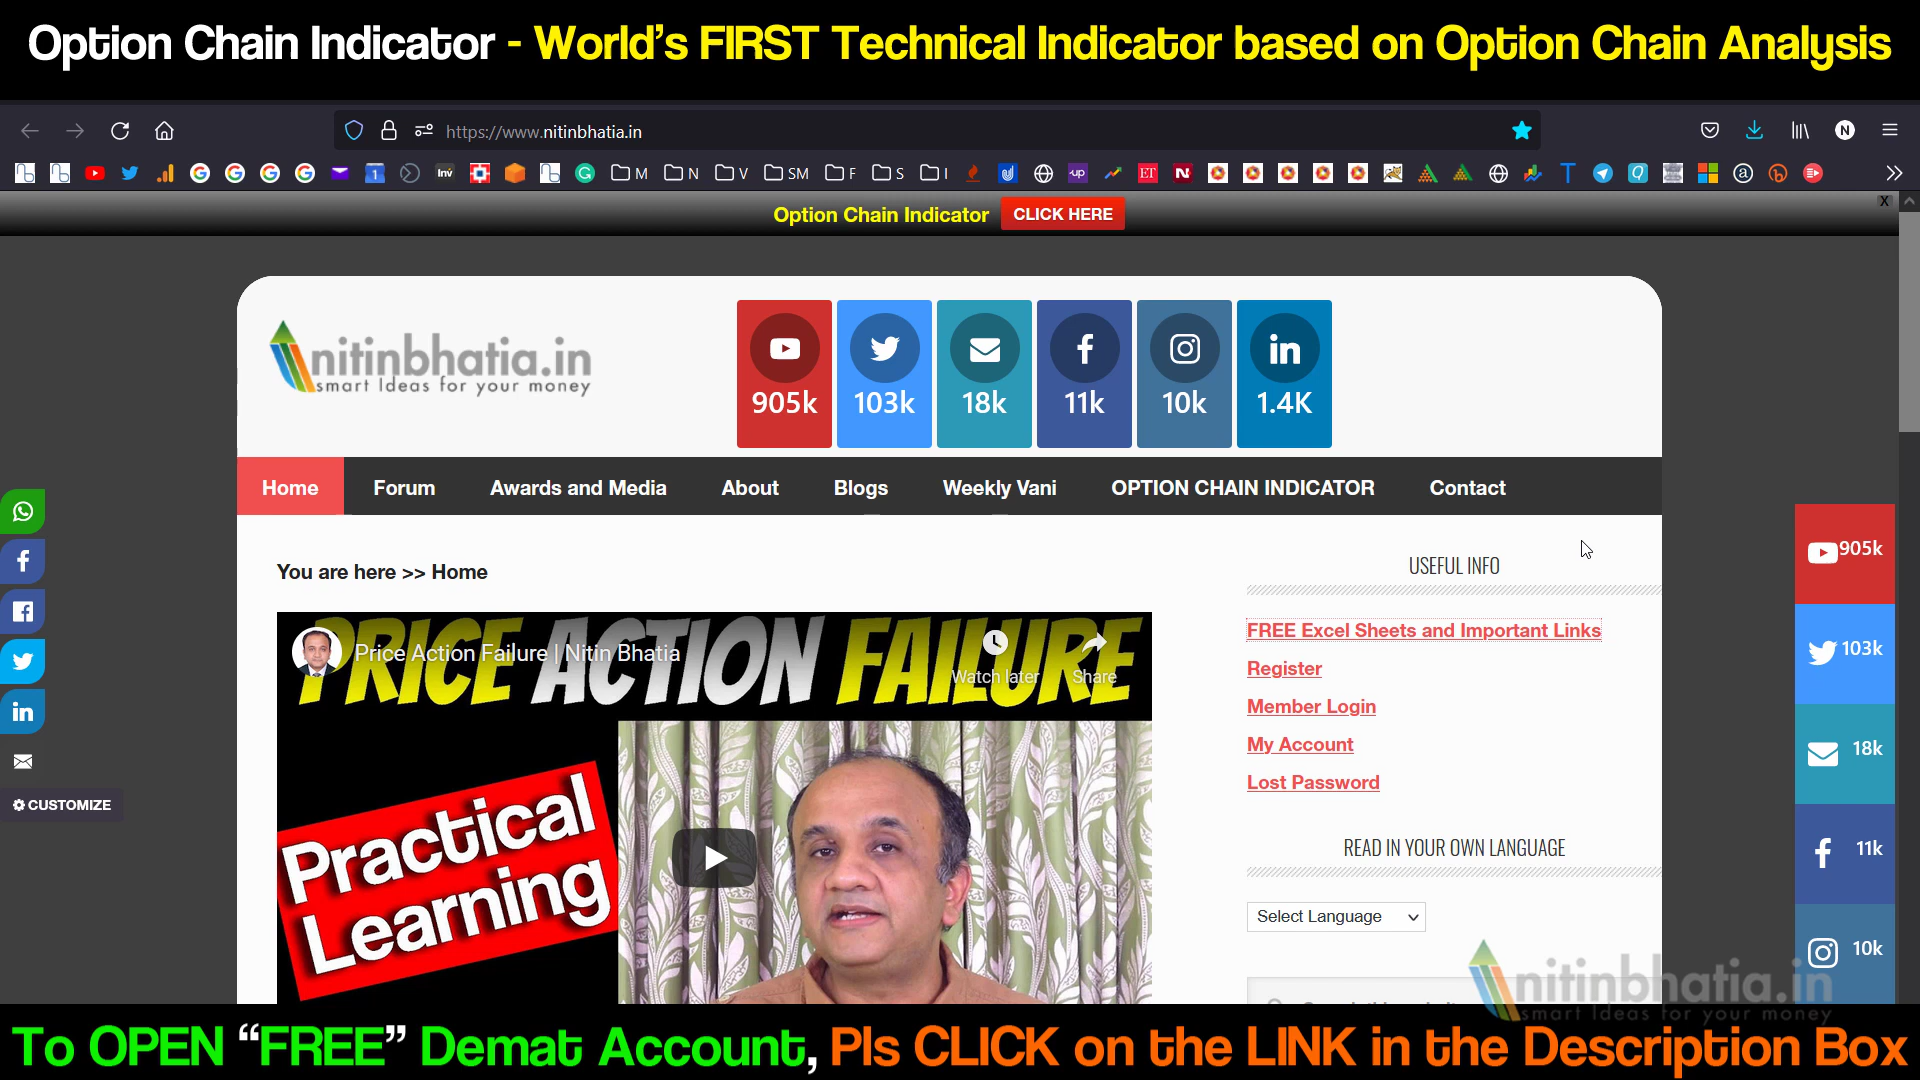 Option Chain Indicator - World's FIRST Technical Indicator based on Option Chain Analysis
https://www.nitinbhatia.in
M N V SM F S I
Option Chain Indicator CLICK HERE X
nitinbhatia.in
smart Ideas for your money
905k 103k 18k 11k 10k 1.4K
Home Forum Awards and Media About Blogs Weekly Vani OPTION CHAIN INDICATOR Contact
You are here >> Home
USEFUL INFO
FREE Excel Sheets and Important Links
Register
Member Login
My Account
Lost Password
READ IN YOUR OWN LANGUAGE
Select Language
PRICE ACTION FAILURE
Price Action Failure | Nitin Bhatia
Watch later Share
Practical
Learning
CUSTOMIZE
905k
103k
18k
11k
10k
nitinbhatia.in
smart Ideas for your money
To OPEN "FREE" Demat Account, Pls CLICK on the LINK in the Description Box